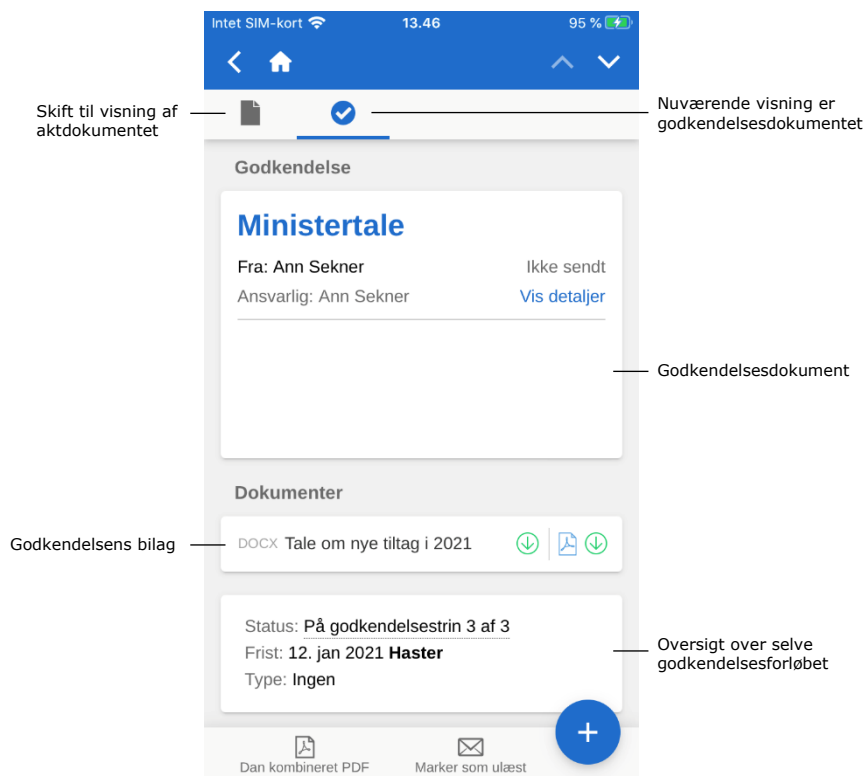 Intet SIM-kort 13.46 95 %
Skift til visning af
aktdokumentet
Nuværende visning er
godkendelsesdokumentet
Godkendelse
Ministertale
Fra: Ann Sekner Ikke sendt
Ansvarlig: Ann Sekner Vis detaljer
Godkendelsesdokument
Dokumenter
Godkendelsens bilag
DOCX Tale om nye tiltag i 2021
Status: På godkendelsestrin 3 af 3
Frist: 12. jan 2021 Haster
Type: Ingen
Oversigt over selve
godkendelsesforløbet
Dan kombineret PDF Marker som ulæst